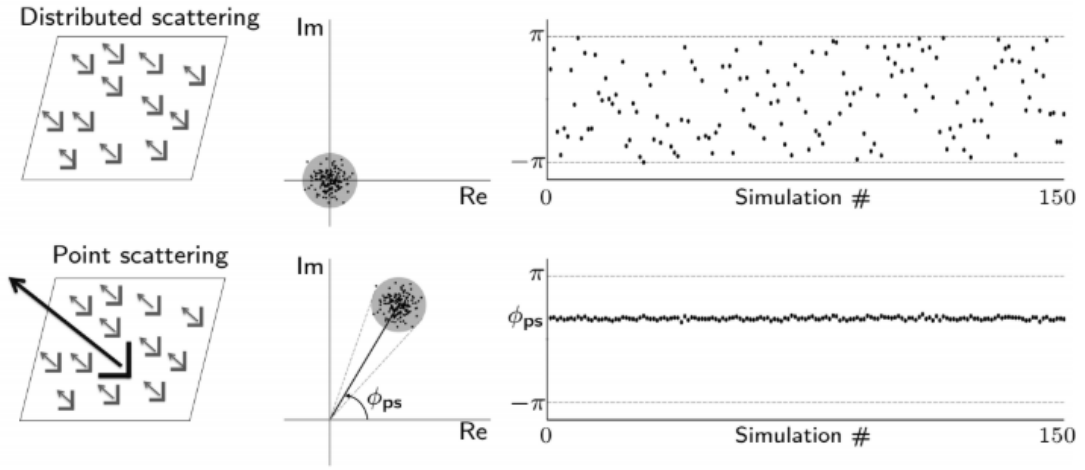 Distributed scattering
Im
Re
π
−π
0
Simulation #
150
Point scattering
Im
ϕps
Re
π
ϕps
−π
0
Simulation #
150